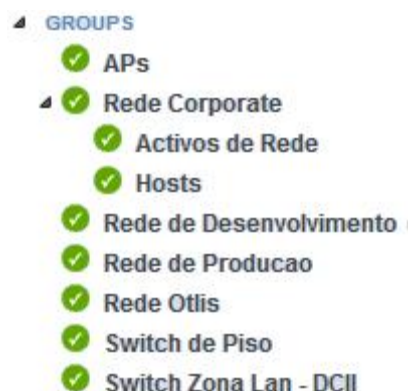 GROUPS
APs
Rede Corporate
Activos de Rede
Hosts
Rede de Desenvolvimento
Rede de Producao
Rede Otlis
Switch de Piso
Switch Zona Lan - DCII